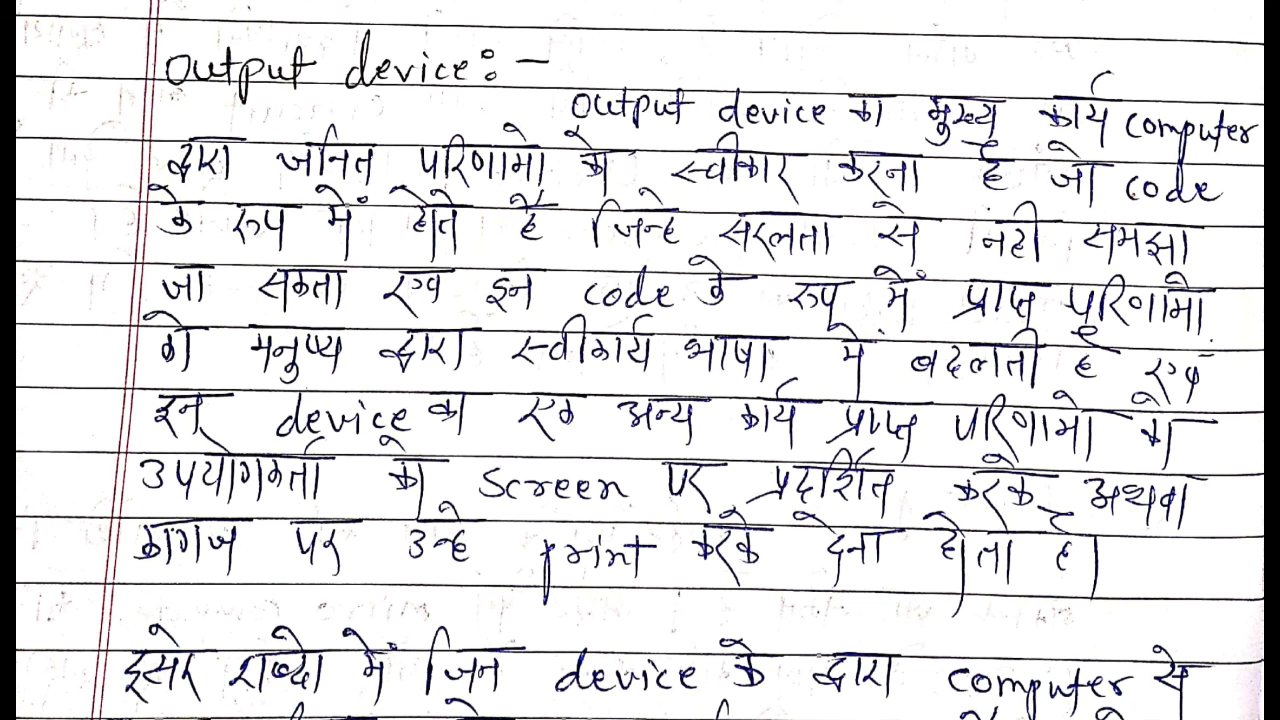 Output device:-
Output device का मुख्य कार्य computer
द्वारा जनित परिणामो को स्वीकार करना है जो code
के रूप में होते हैं जिन्हे सरलता से नही समझा
जा सकता एव इन code के रूप में प्राप्त परिणामो
को मनुष्य द्वारा स्वीकार्य भाषा में बदलती है एव
इन device का एक अन्य कार्य प्राप्त परिणामो को
उपयोगकर्ता को screen पर प्रदर्शित करके अथवा
कागज पर उन्हे print करके देना होता है।
दूसरे शब्दो में जिन device के द्वारा computer से